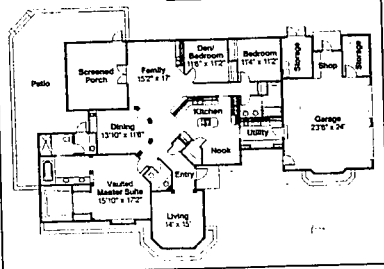 Den/
Bedroom
11'6" x 11'2"
Bedroom
11'4" x 11'2"
Storage
Shop
Storage
Family
15'2" x 17'
Screened
Porch
Patio
Kitchen
Garage
23'8" x 24'
Dining
13'10" x 11'6"
Utility
Nook
Entry
Vaulted
Master Suite
15'10" x 17'2"
Living
14' x 15'